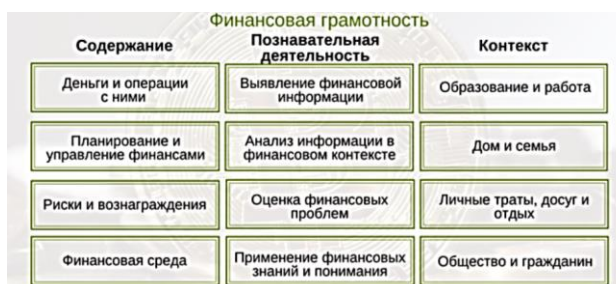 Финансовая грамотность
Содержание
Познавательная
деятельность
Контекст
Деньги и операции
с ними
Выявление финансовой
информации
Образование и работа
Планирование и
управление финансами
Анализ информации в
финансовом контексте
Дом и семья
Риски и вознаграждения
Оценка финансовых
проблем
Личные траты, досуг и
отдых
Финансовая среда
Применение финансовых
знаний и понимания
Общество и гражданин